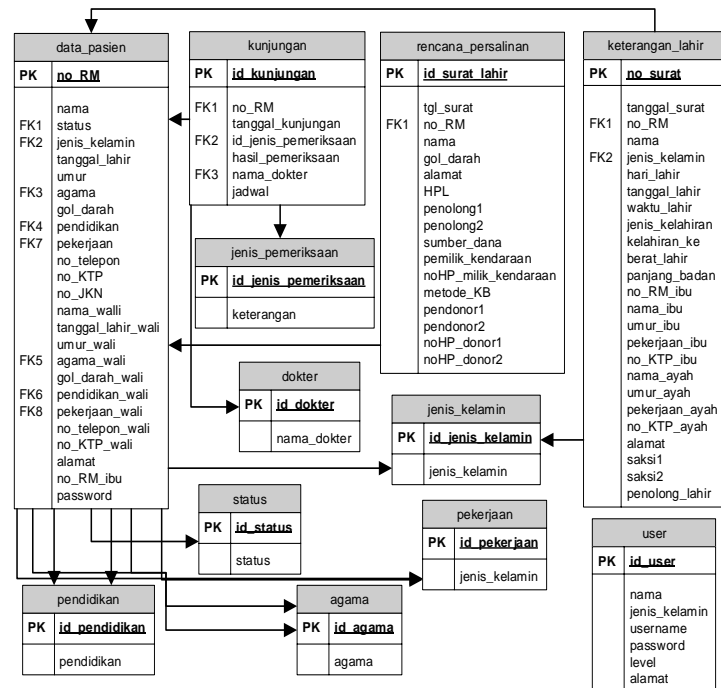 data_pasien
PK no_RM
nama
FK1 status
FK2 jenis_kelamin
tanggal_lahir
umur
FK3 agama
gol_darah
FK4 pendidikan
FK7 pekerjaan
no_telepon
no_KTP
no_JKN
nama_walli
tanggal_lahir_wali
umur_wali
FK5 agama_wali
gol_darah_wali
FK6 pendidikan_wali
FK8 pekerjaan_wali
no_telepon_wali
no_KTP_wali
alamat
no_RM_ibu
password
kunjungan
PK id_kunjungan
FK1 no_RM
tanggal_kunjungan
FK2 id_jenis_pemeriksaan
hasil_pemeriksaan
FK3 nama_dokter
jadwal
rencana_persalinan
PK id_surat_lahir
tgl_surat
FK1 no_RM
nama
gol_darah
alamat
HPL
penolong1
penolong2
sumber_dana
pemilik_kendaraan
noHP_milik_kendaraan
metode_KB
pendonor1
pendonor2
noHP_donor1
noHP_donor2
keterangan_lahir
PK no_surat
tanggal_surat
FK1 no_RM
nama
FK2 jenis_kelamin
hari_lahir
tanggal_lahir
waktu_lahir
jenis_kelahiran
kelahiran_ke
berat_lahir
panjang_badan
no_RM_ibu
nama_ibu
umur_ibu
pekerjaan_ibu
no_KTP_ibu
nama_ayah
umur_ayah
pekerjaan_ayah
no_KTP_ayah
alamat
saksi1
saksi2
penolong_lahir
jenis_pemeriksaan
PK id_jenis_pemeriksaan
keterangan
dokter
PK id_dokter
nama_dokter
jenis_kelamin
PK id_jenis_kelamin
jenis_kelamin
status
PK id_status
status
pekerjaan
PK id_pekerjaan
jenis_kelamin
user
PK id_user
nama
jenis_kelamin
username
password
level
alamat
pendidikan
PK id_pendidikan
pendidikan
agama
PK id_agama
agama